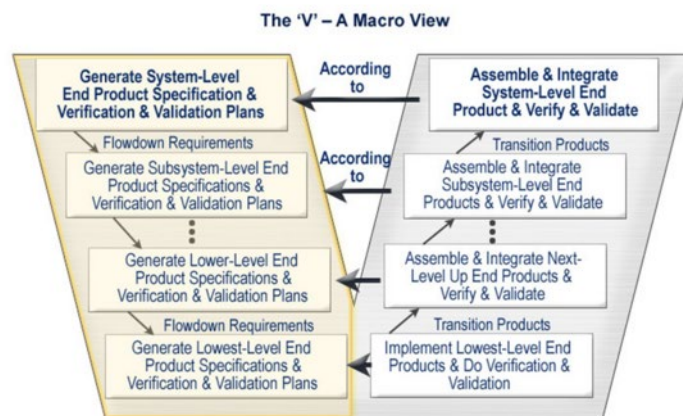 The ‘V’ – A Macro View
Generate System-Level
End Product Specification &
Verification & Validation Plans
According
to
Assemble & Integrate
System-Level End
Product & Verify & Validate
Flowdown Requirements
Transition Products
Generate Subsystem-Level End
Product Specifications &
Verification & Validation Plans
According
to
Assemble & Integrate
Subsystem-Level End
Products & Verify & Validate
Generate Lower-Level End
Product Specifications &
Verification & Validation Plans
Assemble & Integrate Next-
Level Up End Products &
Verify & Validate
Flowdown Requirements
Transition Products
Generate Lowest-Level End
Product Specifications &
Verification & Validation Plans
Implement Lowest-Level End
Products & Do Verification &
Validation